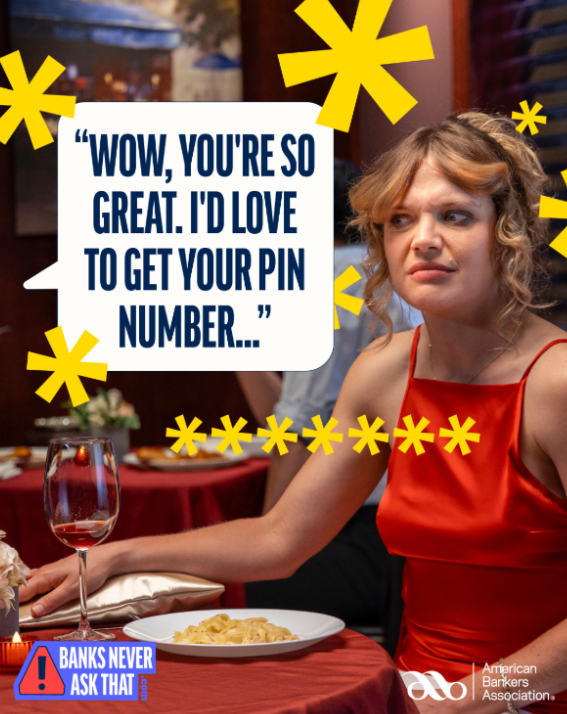 “WOW, YOU'RE SO
GREAT. I'D LOVE
TO GET YOUR PIN
NUMBER...”
BANKS NEVER
ASK THAT
.COM
American
Bankers
Association®